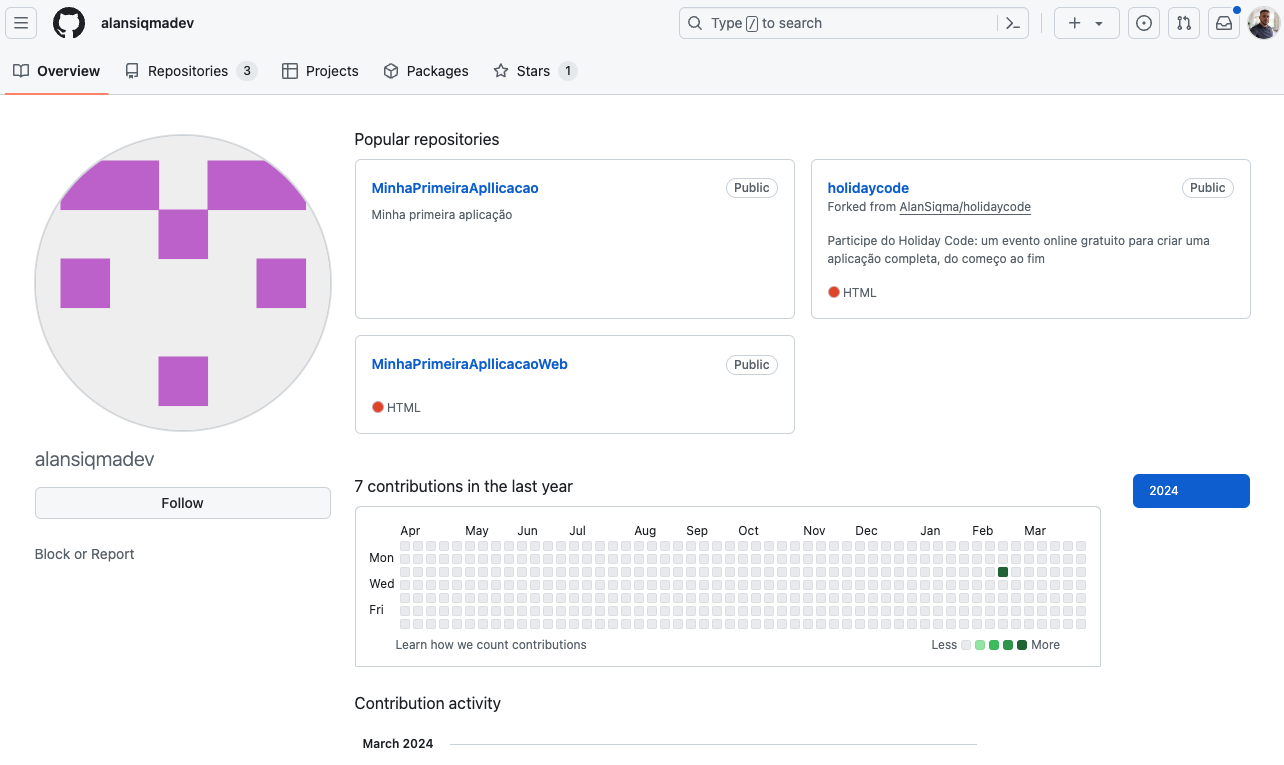 alansiqmadev
Type / to search
Overview
Repositories 3
Projects
Packages
Stars 1
Popular repositories
MinhaPrimeiraApllicacao
Public
Minha primeira aplicação
holidaycode
Public
Forked from AlanSiqma/holidaycode
Participe do Holiday Code: um evento online gratuito para criar uma
aplicação completa, do começo ao fim
HTML
MinhaPrimeiraApllicacaoWeb
Public
HTML
alansiqmadev
Follow
Block or Report
7 contributions in the last year
2024
Apr May Jun Jul Aug Sep Oct Nov Dec Jan Feb Mar
Mon
Wed
Fri
Learn how we count contributions
Less More
Contribution activity
March 2024